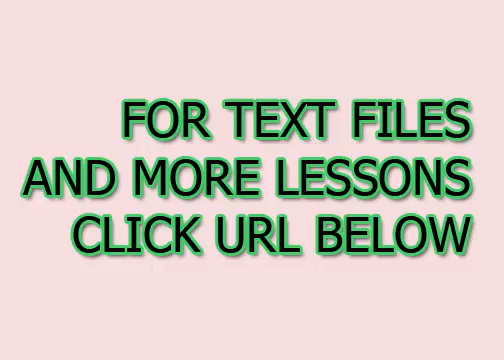 FOR TEXT FILES
AND MORE LESSONS
CLICK URL BELOW